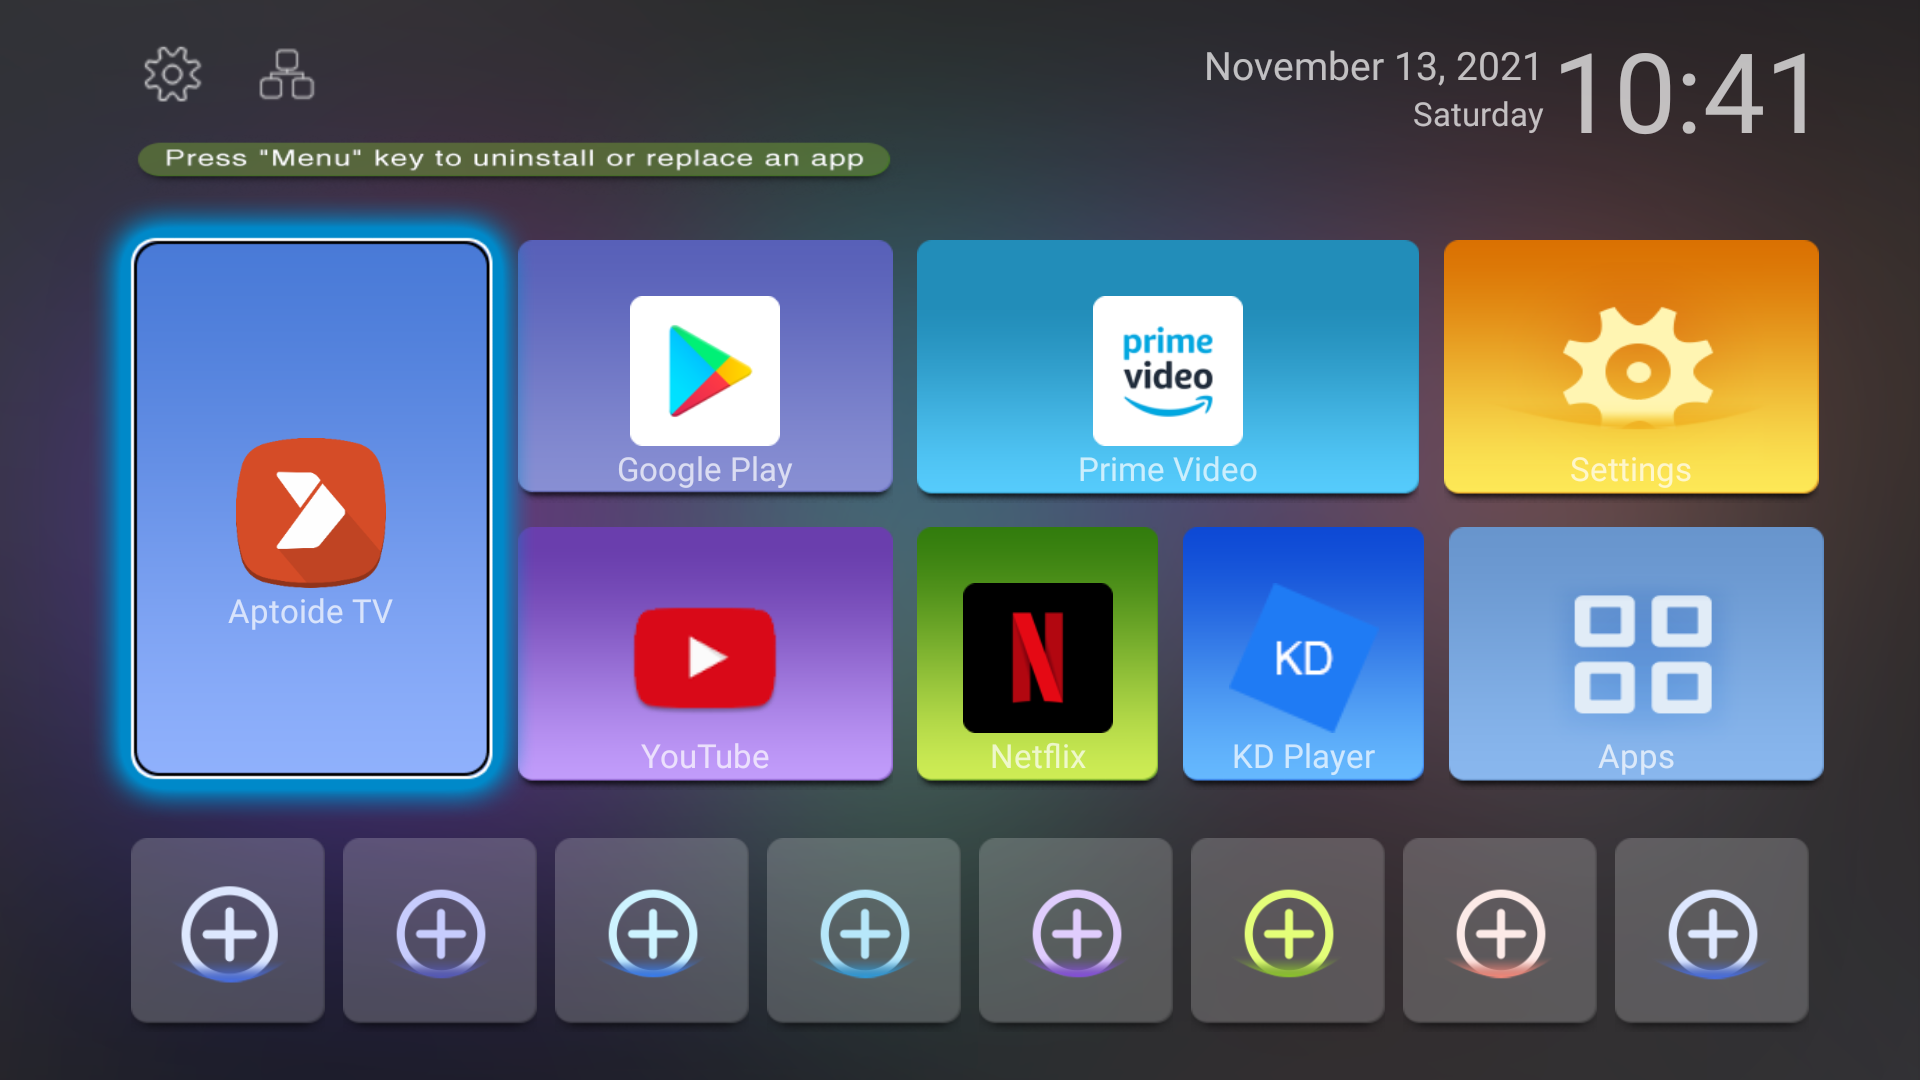 November 13, 2021
Saturday
10:41
Press "Menu" key to uninstall or replace an app
prime
video
Google Play
Prime Video
Settings
Aptoide TV
KD
YouTube
Netflix
KD Player
Apps